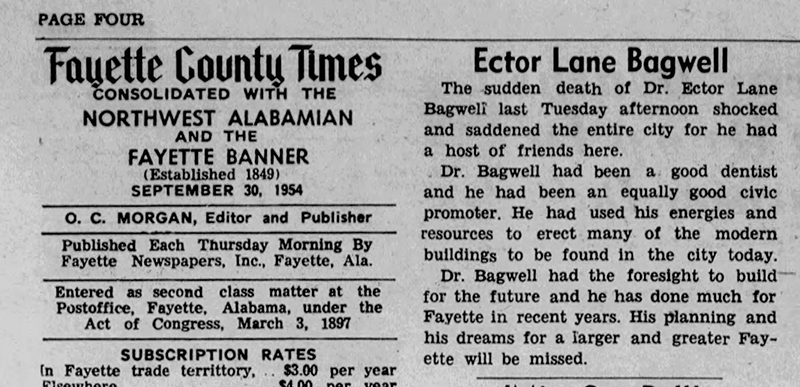 PAGE FOUR
Fayette County Times
CONSOLIDATED WITH THE
NORTHWEST ALABAMIAN
AND THE
FAYETTE BANNER
(Established 1849)
SEPTEMBER 30, 1954
O. C. MORGAN, Editor and Publisher
Published Each Thursday Morning By
Fayette Newspapers, Inc., Fayette, Ala.
Entered as second class matter at the
Postoffice, Fayette, Alabama, under the
Act of Congress, March 3, 1897
SUBSCRIPTION RATES
In Fayette trade terrritory, .. $3.00 per year
Elsewhere $4.00 per year
Ector Lane Bagwell
The sudden death of Dr. Ector Lane
Bagwell last Tuesday afternoon shocked
and saddened the entire city for he had
a host of friends here.
Dr. Bagwell had been a good dentist
and he had been an equally good civic
promoter. He had used his energies and
resources to erect many of the modern
buildings to be found in the city today.
Dr. Bagwell had the foresight to build
for the future and he has done much for
Fayette in recent years. His planning and
his dreams for a larger and greater Fay-
ette will be missed.